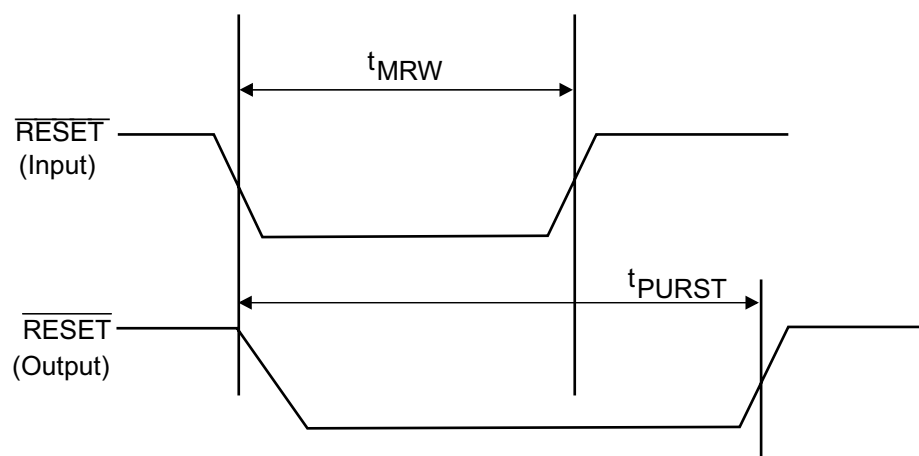 tMRW
RESET
(Input)
tPURST
RESET
(Output)